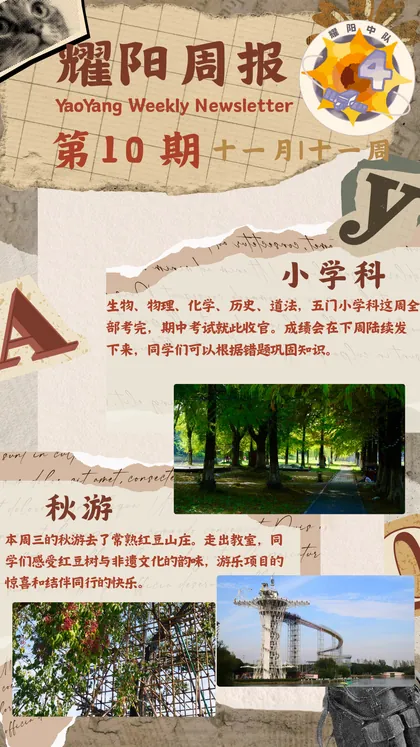 耀阳中队
4
耀阳周报
YaoYang Weekly Newsletter
第10期 十一月|十一周
y
小学科
生物、物理、化学、历史、道法，五门小学科这周全
部考完，期中考试就此收官。成绩会在下周陆续发
下来，同学们可以根据错题巩固知识。
A
秋游
本周三的秋游去了常熟红豆山庄。走出教室，同
学们感受红豆树与非遗文化的韵味，游乐项目的
惊喜和结伴同行的快乐。